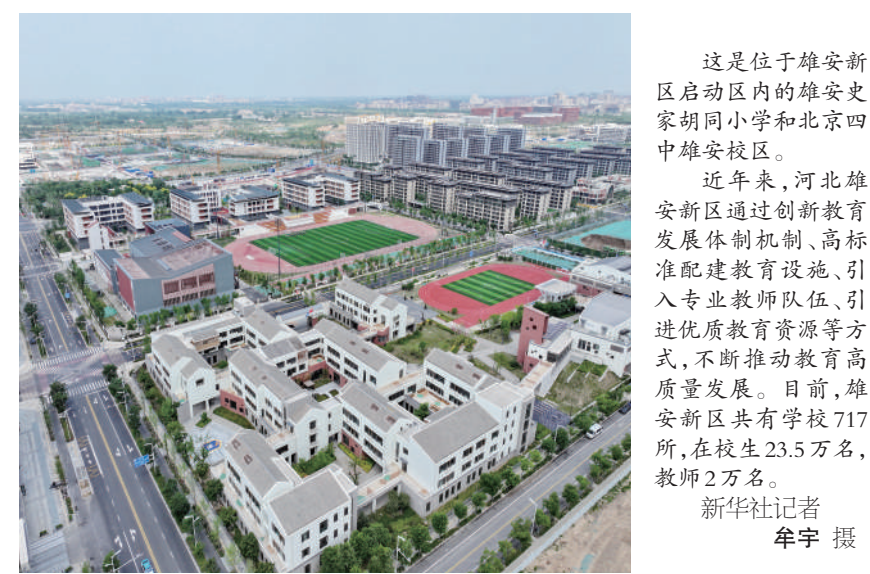 这是位于雄安新
区启动区内的雄安史
家胡同小学和北京四
中雄安校区。
近年来,河北雄
安新区通过创新教育
发展体制机制、高标
准配建教育设施、引
入专业教师队伍、引
进优质教育资源等方
式,不断推动教育高
质量发展。目前,雄
安新区共有学校717
所,在校生23.5万名,
教师2万名。
新华社记者
牟宇 摄